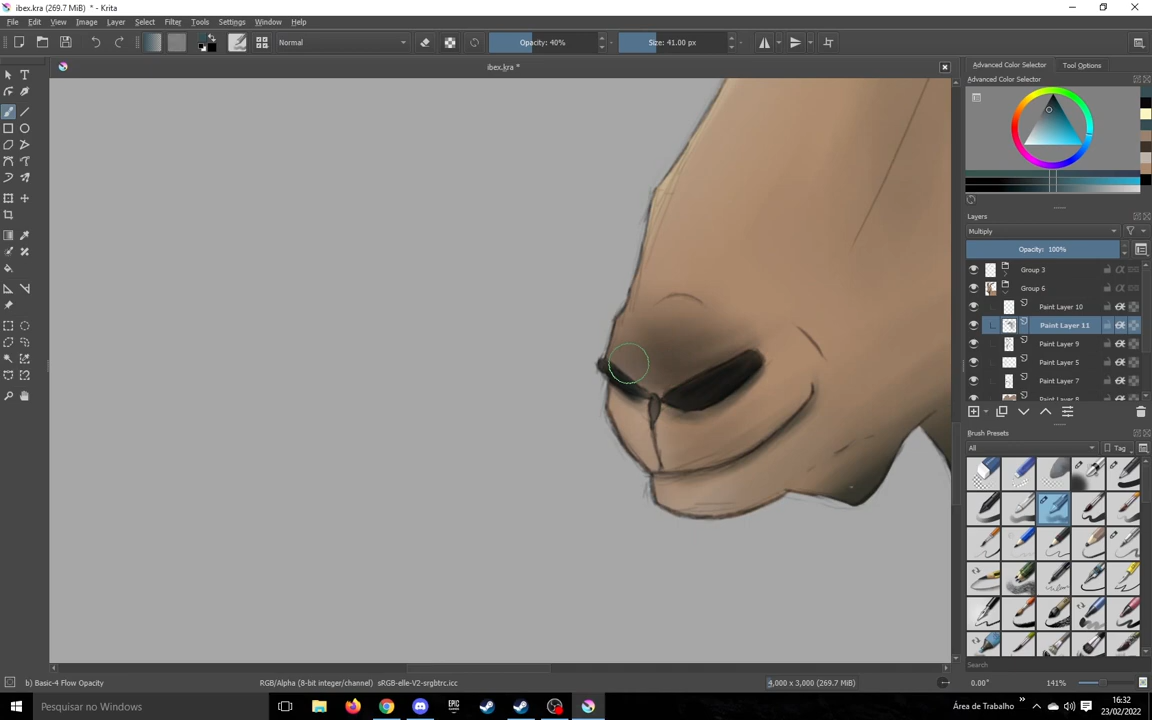 ibex.kra (269.7 MiB) * - Krita
File Edit View Image Layer Select Filter Tools Settings Window Help
Normal Opacity: 40% Size: 41.00 px
ibex.kra *
Advanced Color Selector Tool Options
Advanced Color Selector
Layers
Multiply
Opacity: 100%
Group 3
Group 6
Paint Layer 10
Paint Layer 11
Paint Layer 9
Paint Layer 5
Paint Layer 7
Paint Layer 8
Brush Presets
All Tag
Search
b) Basic-4 Flow Opacity RGB/Alpha (8-bit integer/channel) sRGB-elle-V2-srgbtrc.icc 4,000 x 3,000 (269.7 MiB) 0.00° 141%
Pesquisar no Windows EPIC GAMES Área de Trabalho 16:32
23/02/2022